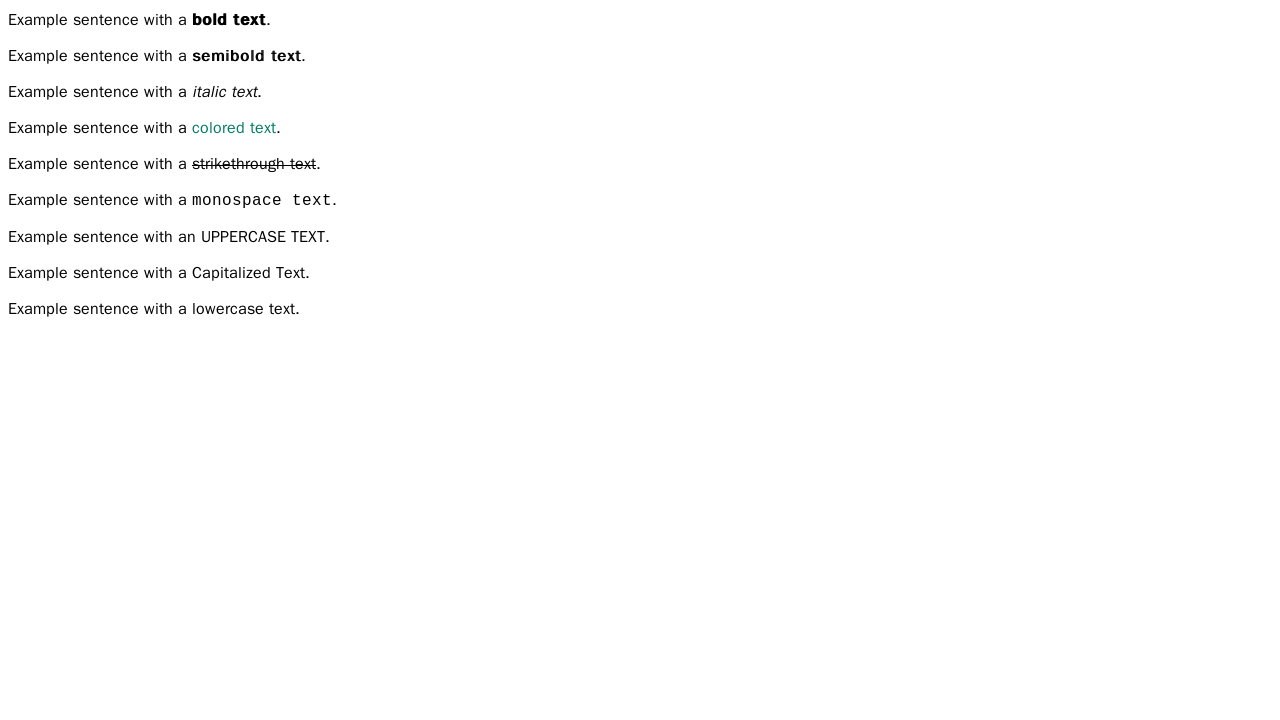 Example sentence with a bold text.
Example sentence with a semibold text.
Example sentence with a italic text.
Example sentence with a colored text.
Example sentence with a strikethrough text.
Example sentence with a monospace text.
Example sentence with an UPPERCASE TEXT.
Example sentence with a Capitalized Text.
Example sentence with a lowercase text.